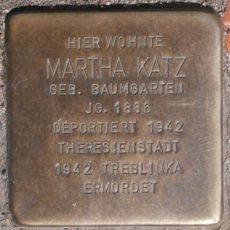 HIER WOHNTE
MARTHA KATZ
GEB. BAUMGARTEN
JG. 1886
DEPORTIERT 1942
THERESIENSTADT
1942 TREBLINKA
ERMORDET